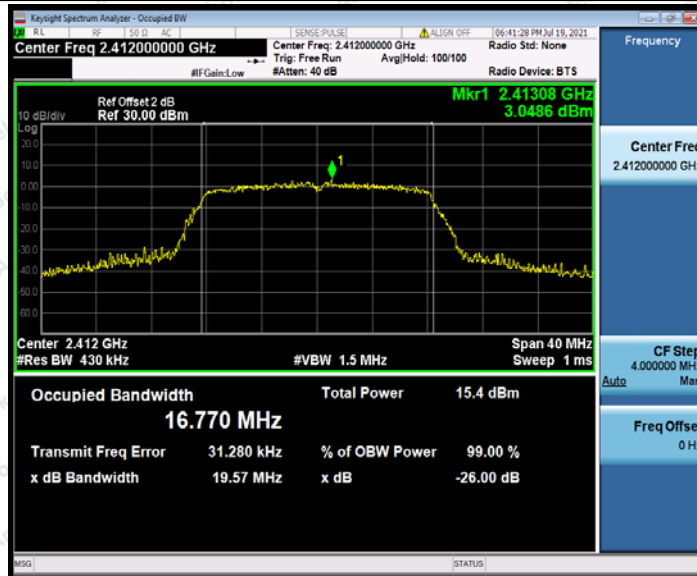 Keysight Spectrum Analyzer - Occupied BW
RL RF 50 Ω AC SENSE:PULSE ALIGN OFF 06:41:28 PM Jul 19, 2021
Center Freq 2.412000000 GHz
Center Freq: 2.412000000 GHz
Radio Std: None
Trig: Free Run Avg|Hold: 100/100
#IFGain:Low
#Atten: 40 dB
Radio Device: BTS
Frequency
Ref Offset 2 dB
10 dB/div Ref 30.00 dBm
Mkr1 2.41308 GHz
3.0486 dBm
Log
20.0
10.0
0.00
-10.0
-20.0
-30.0
-40.0
-50.0
-60.0
1
Center 2.412 GHz Span 40 MHz
#Res BW 430 kHz #VBW 1.5 MHz Sweep 1 ms
Occupied Bandwidth
16.770 MHz
Total Power 15.4 dBm
Transmit Freq Error 31.280 kHz % of OBW Power 99.00 %
x dB Bandwidth 19.57 MHz x dB -26.00 dB
Center Fre
2.412000000 GH
CF Step
4.000000 MH
Auto Man
Freq Offse
0 H
MSG STATUS